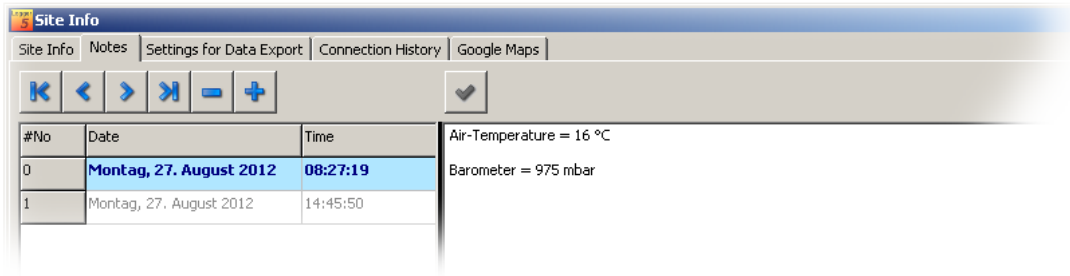 Site Info
Site Info Notes Settings for Data Export Connection History Google Maps
#No Date Time
0 Montag, 27. August 2012 08:27:19
1 Montag, 27. August 2012 14:45:50
Air-Temperature = 16 °C
Barometer = 975 mbar